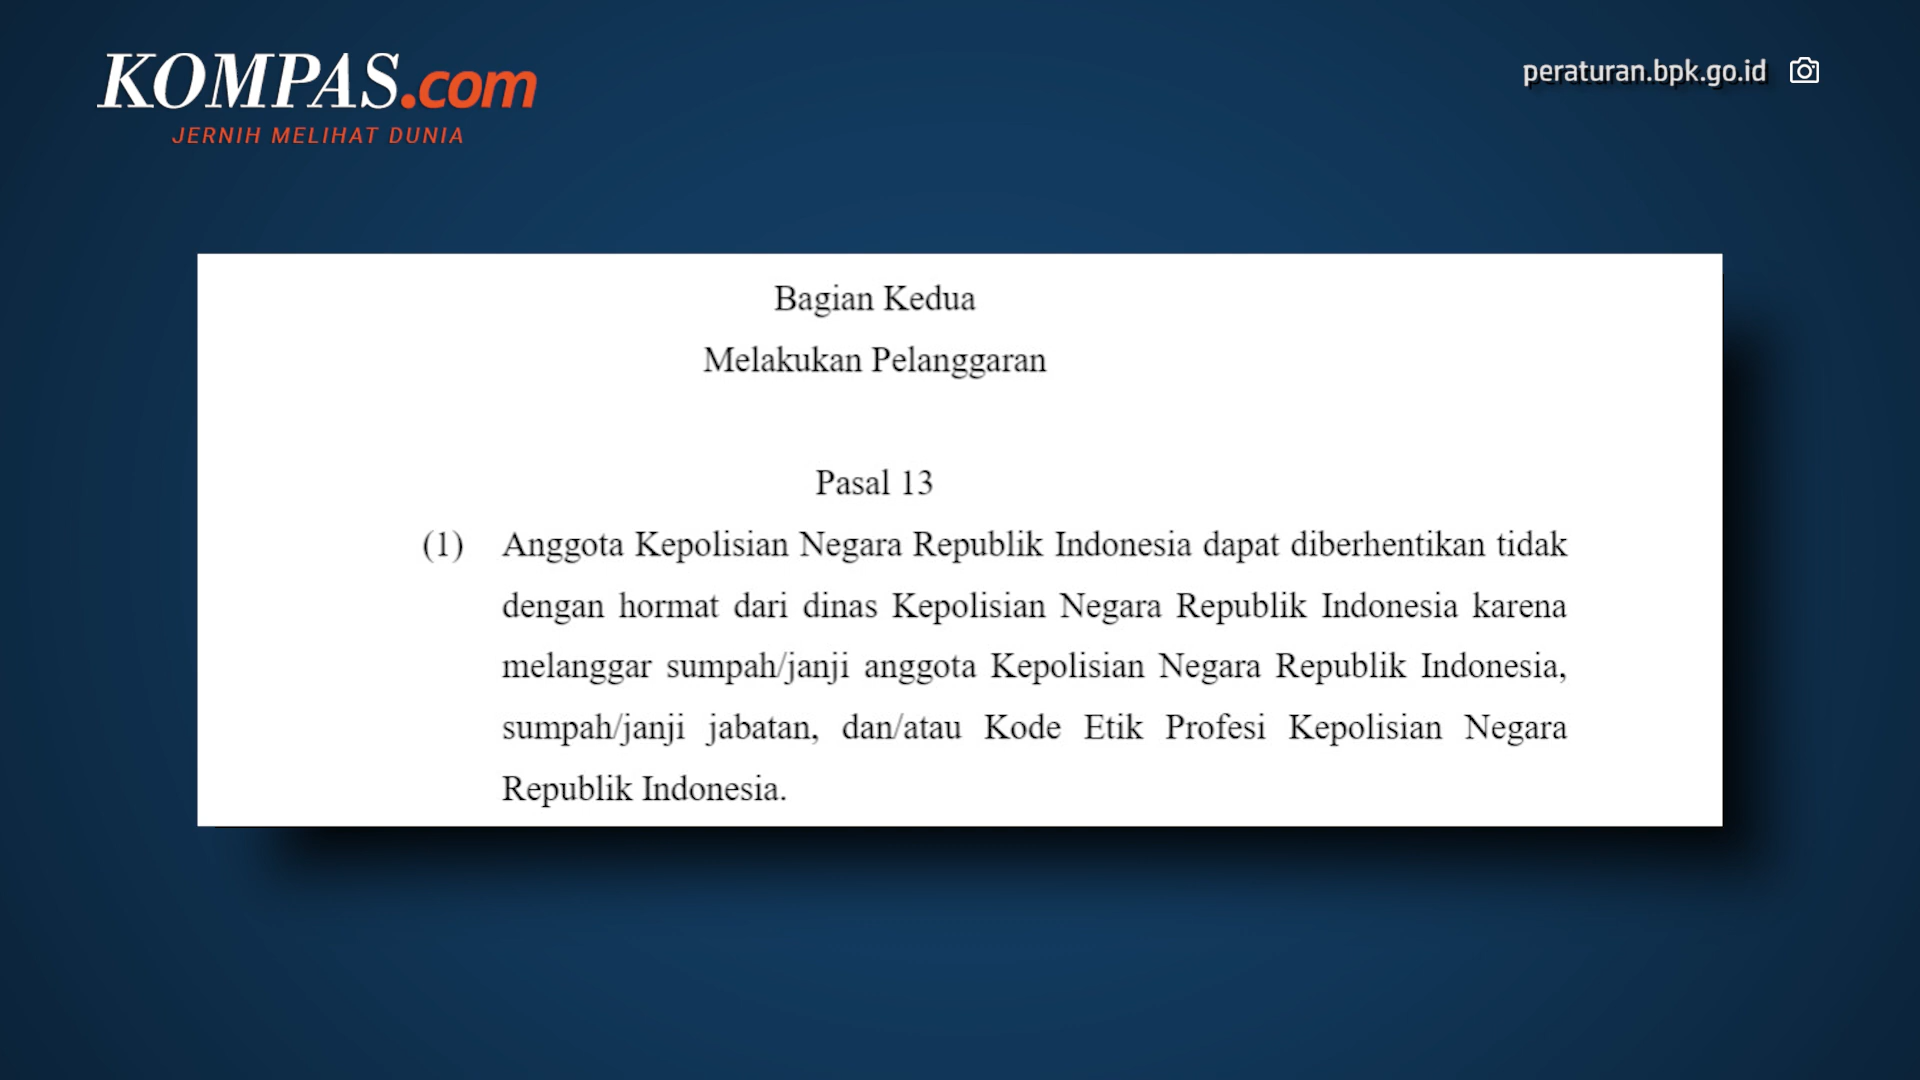 KOMPAS.com
JERNIH MELIHAT DUNIA
peraturan.bpk.go.id
Bagian Kedua
Melakukan Pelanggaran
Pasal 13
(1) Anggota Kepolisian Negara Republik Indonesia dapat diberhentikan tidak
dengan hormat dari dinas Kepolisian Negara Republik Indonesia karena
melanggar sumpah/janji anggota Kepolisian Negara Republik Indonesia,
sumpah/janji jabatan, dan/atau Kode Etik Profesi Kepolisian Negara
Republik Indonesia.